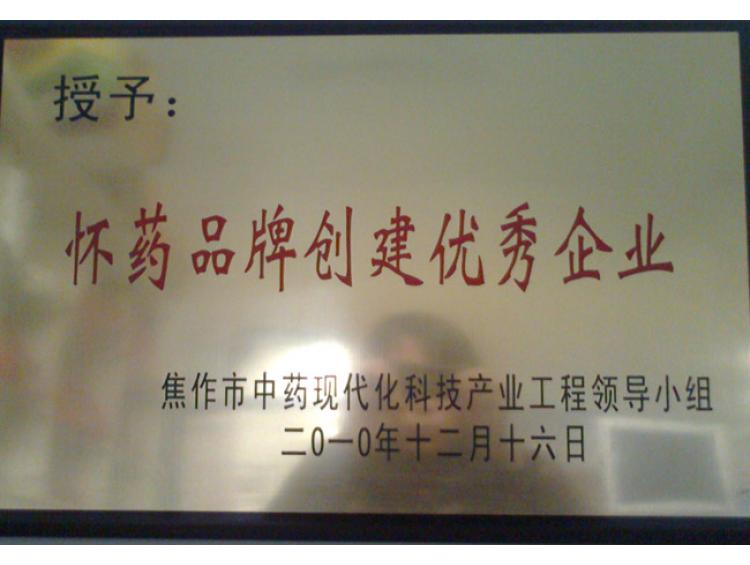 授予：
怀药品牌创建优秀企业
焦作市中药现代化科技产业工程领导小组
二0一0年十二月十六日